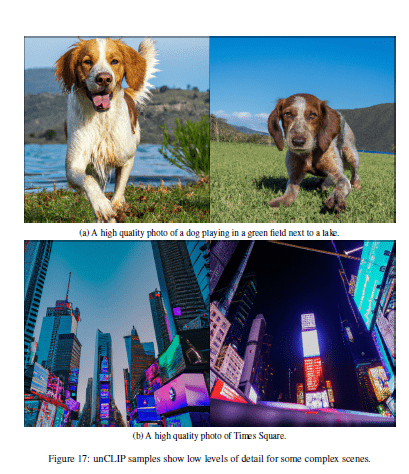 (a) A high quality photo of a dog playing in a green field next to a lake.
(b) A high quality photo of Times Square.
Figure 17: unCLIP samples show low levels of detail for some complex scenes.